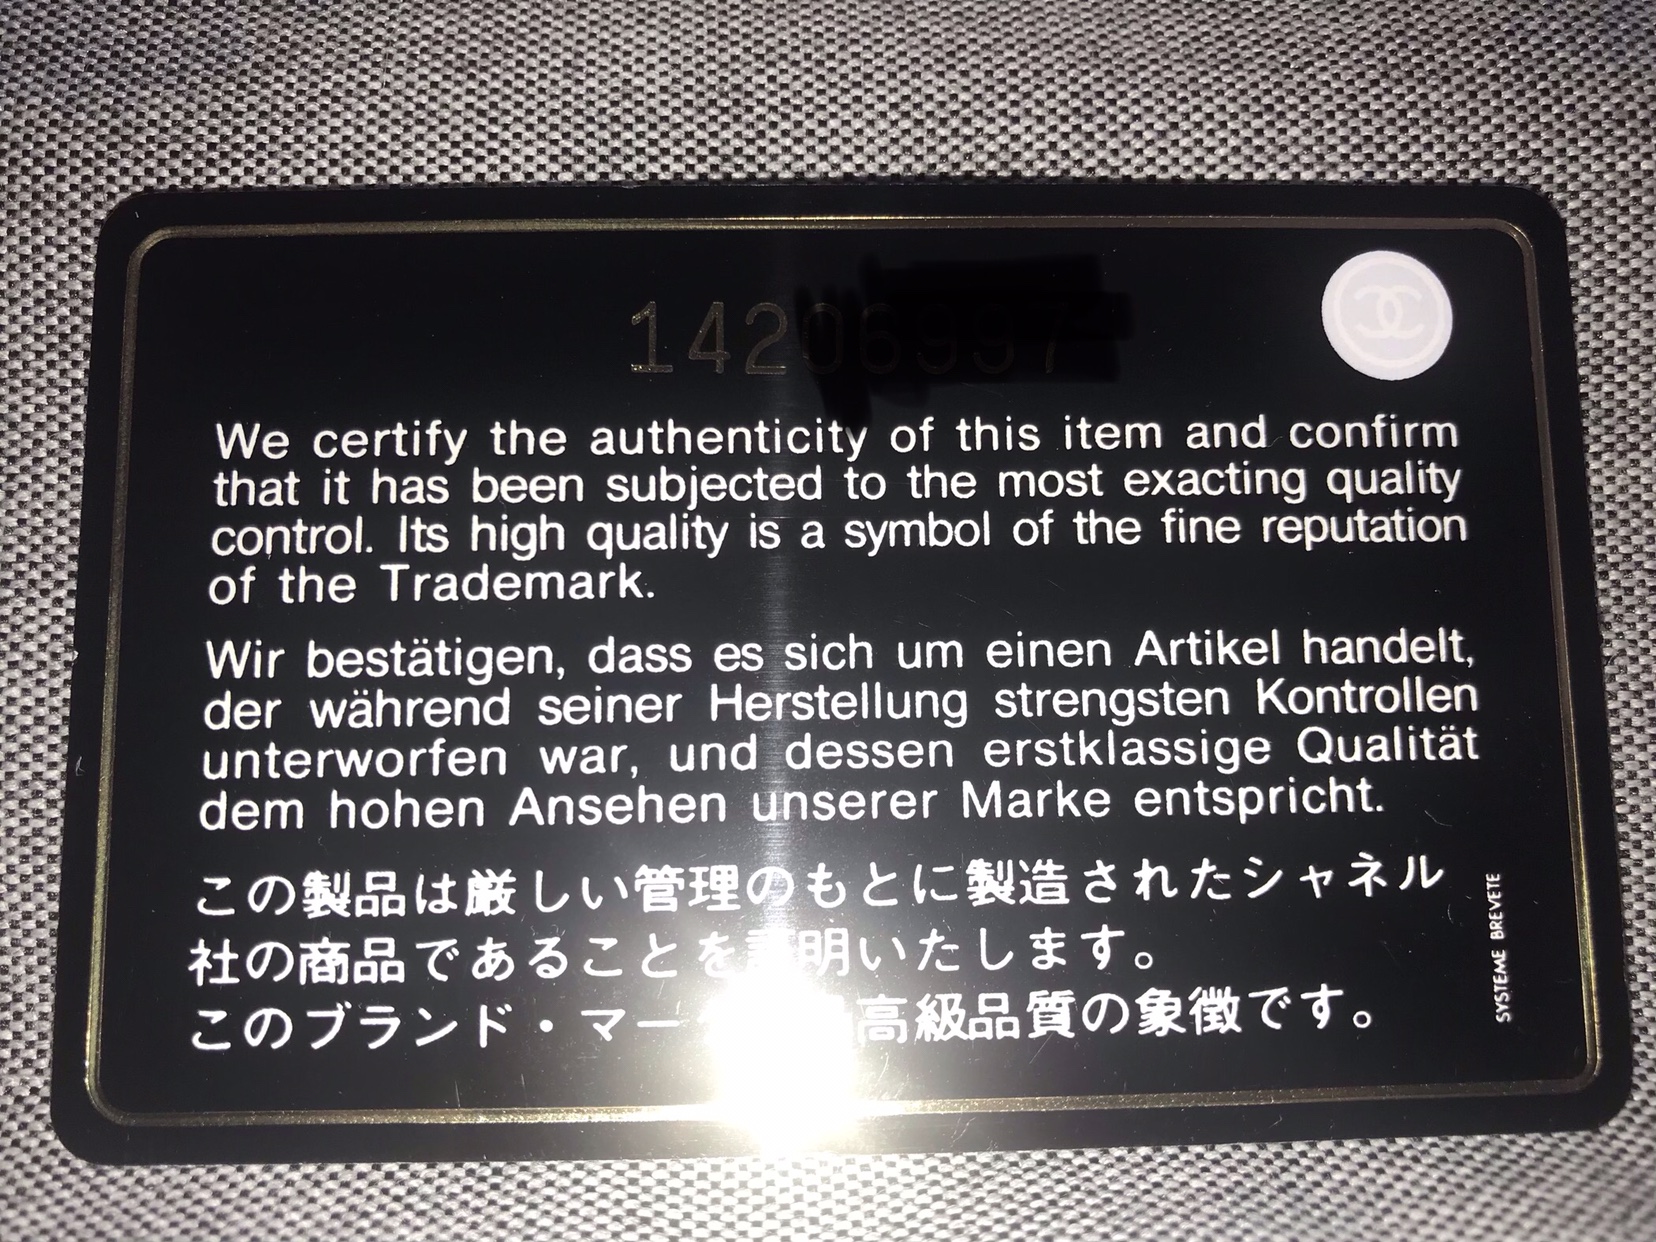 14206997
We certify the authenticity of this item and confirm
that it has been subjected to the most exacting quality
control. Its high quality is a symbol of the fine reputation
of the Trademark.
Wir bestätigen, dass es sich um einen Artikel handelt,
der während seiner Herstellung strengsten Kontrollen
unterworfen war, und dessen erstklassige Qualität
dem hohen Ansehen unserer Marke entspricht.
この製品は厳しい管理のもとに製造されたシャネル
社の商品であることを証明いたします。
このブランド・マー 高級品質の象徴です。
SYSTEME BREVETE